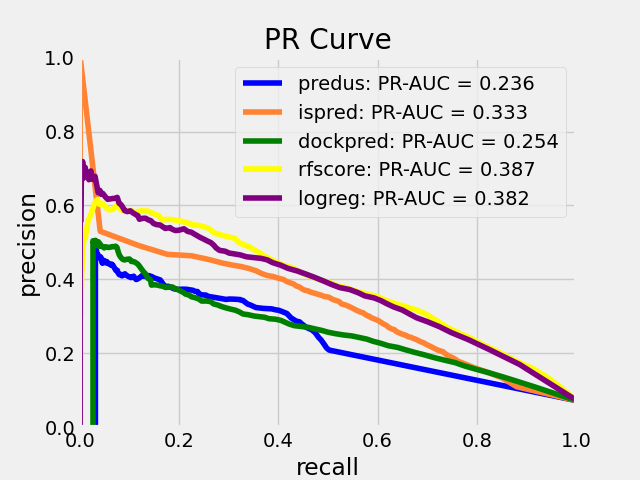 PR Curve
predus: PR-AUC = 0.236
ispred: PR-AUC = 0.333
dockpred: PR-AUC = 0.254
rfscore: PR-AUC = 0.387
logreg: PR-AUC = 0.382
precision
1.0
0.8
0.6
0.4
0.2
0.0
0.0 0.2 0.4 0.6 0.8 1.0
recall